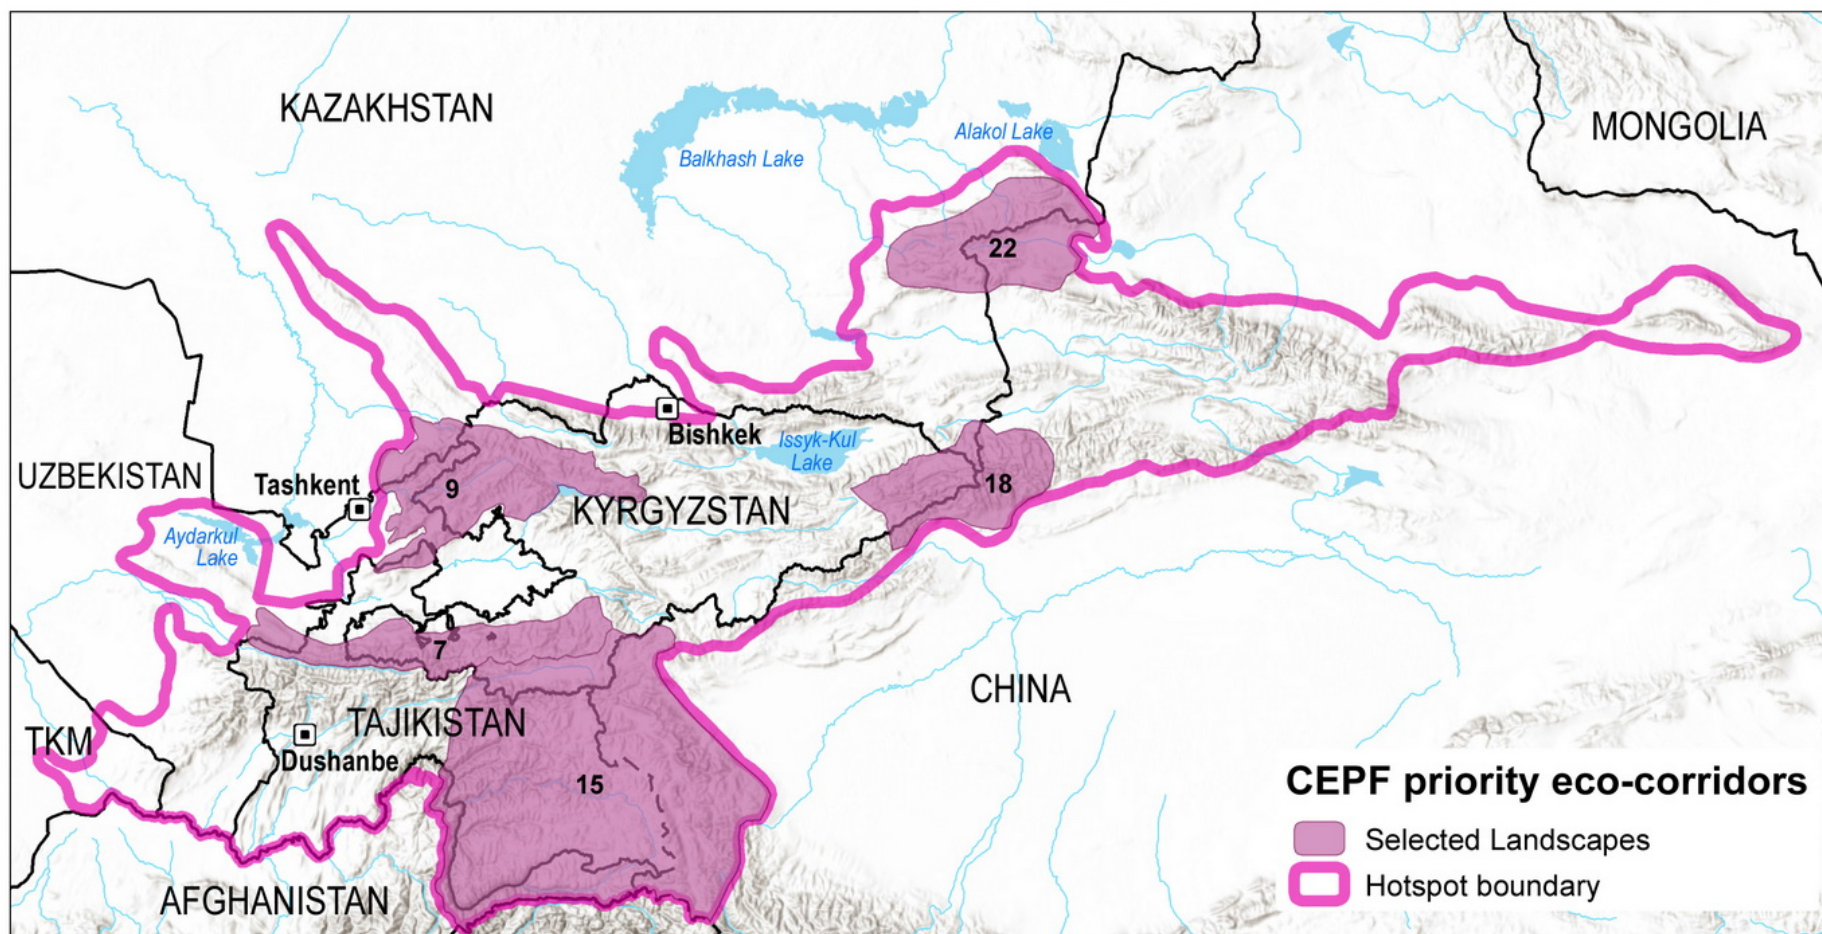 KAZAKHSTAN
MONGOLIA
Alakol Lake
Balkhash Lake
22
Bishkek
Issyk-Kul
Lake
UZBEKISTAN
Tashkent
9
KYRGYZSTAN
18
Aydarkul
Lake
7
CHINA
TKM
TAJIKISTAN
Dushanbe
15
AFGHANISTAN
CEPF priority eco-corridors
Selected Landscapes
Hotspot boundary